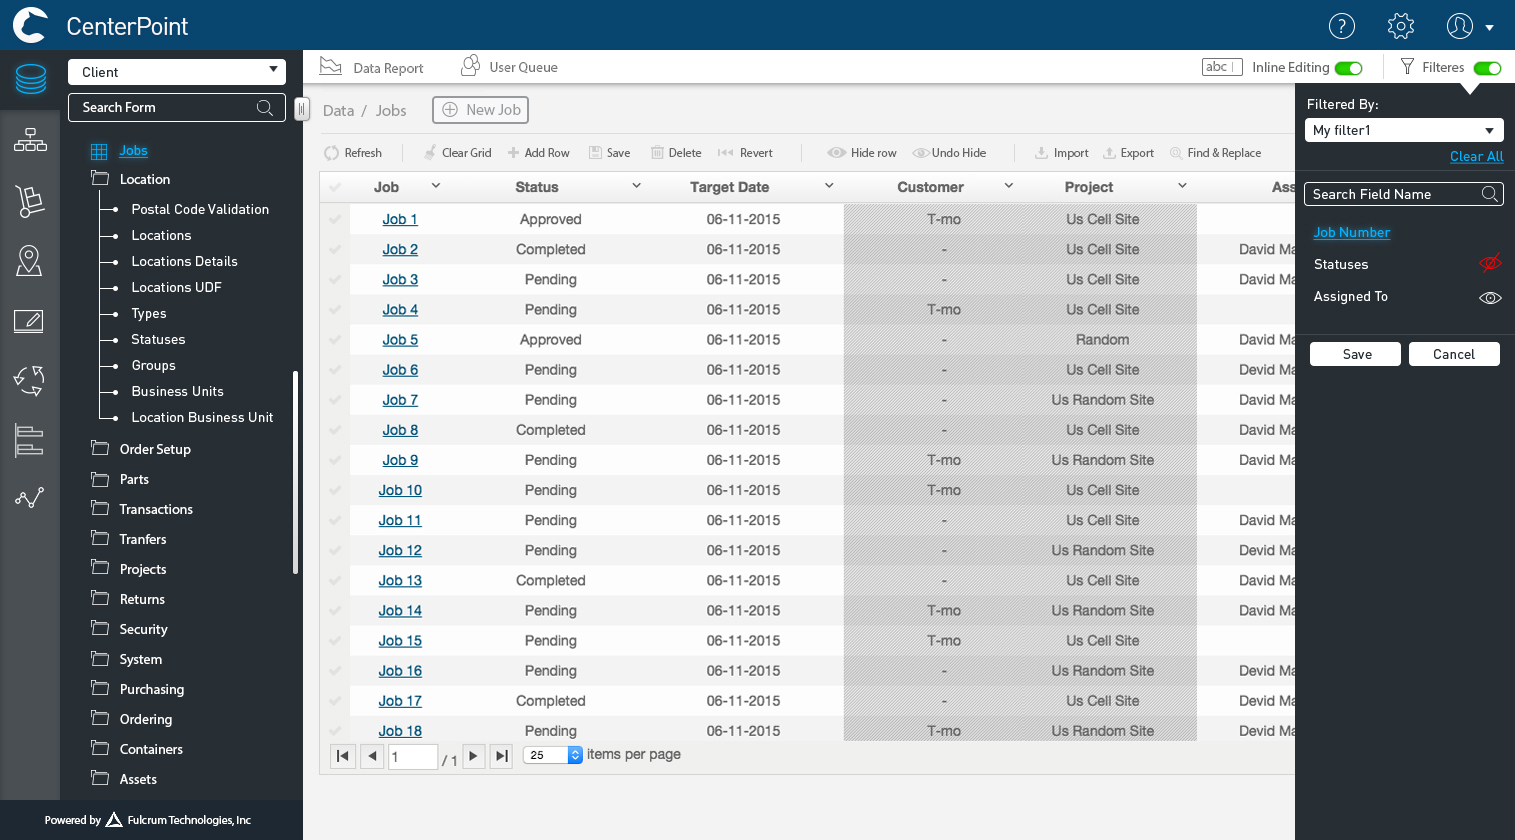 CenterPoint
Client
Search Form
Jobs
Location
Postal Code Validation
Locations
Locations Details
Locations UDF
Types
Statuses
Groups
Business Units
Location Business Unit
Order Setup
Parts
Transactions
Tranfers
Projects
Returns
Security
System
Purchasing
Ordering
Containers
Assets
Powered by Fulcrum Technologies, Inc
Data Report User Queue abc Inline Editing Filteres
Data / Jobs New Job
Refresh Clear Grid Add Row Save Delete Revert Hide row Undo Hide Import Export Find & Replace
Job Status Target Date Customer Project Ass
Job 1 Approved 06-11-2015 T-mo Us Cell Site
Job 2 Completed 06-11-2015 - Us Cell Site David Ma
Job 3 Pending 06-11-2015 - Us Cell Site David Ma
Job 4 Pending 06-11-2015 T-mo Us Cell Site
Job 5 Approved 06-11-2015 - Random David Ma
Job 6 Pending 06-11-2015 - Us Cell Site Devid Ma
Job 7 Pending 06-11-2015 - Us Random Site David Ma
Job 8 Completed 06-11-2015 - Us Cell Site David Ma
Job 9 Pending 06-11-2015 T-mo Us Random Site David Ma
Job 10 Pending 06-11-2015 T-mo Us Cell Site
Job 11 Pending 06-11-2015 - Us Cell Site David Ma
Job 12 Pending 06-11-2015 - Us Random Site Devid Ma
Job 13 Completed 06-11-2015 - Us Cell Site David Ma
Job 14 Pending 06-11-2015 T-mo Us Random Site David Ma
Job 15 Pending 06-11-2015 T-mo Us Cell Site
Job 16 Pending 06-11-2015 - Us Random Site Devid Ma
Job 17 Completed 06-11-2015 - Us Cell Site David Ma
Job 18 Pending 06-11-2015 T-mo Us Random Site David Ma
1 / 1 25 items per page
Filtered By:
My filter1
Clear All
Search Field Name
Job Number
Statuses
Assigned To
Save Cancel